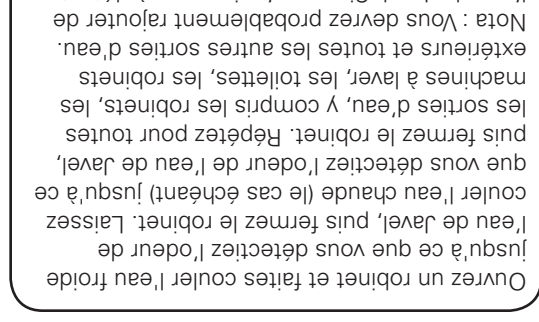 Ouvrez un robinet et faites couler l'eau froide
jusqu'à ce que vous détectiez l'odeur de
l'eau de Javel, puis fermez le robinet. Laissez
couler l'eau chaude (le cas échéant) jusqu'à ce
que vous détectiez l'odeur de l'eau de Javel,
puis fermez le robinet. Répétez pour toutes
les sorties d'eau, y compris les robinets, les
machines à laver, les toilettes, les robinets
extérieurs et toutes les autres sorties d'eau.
Nota : Vous devrez probablement rajouter de